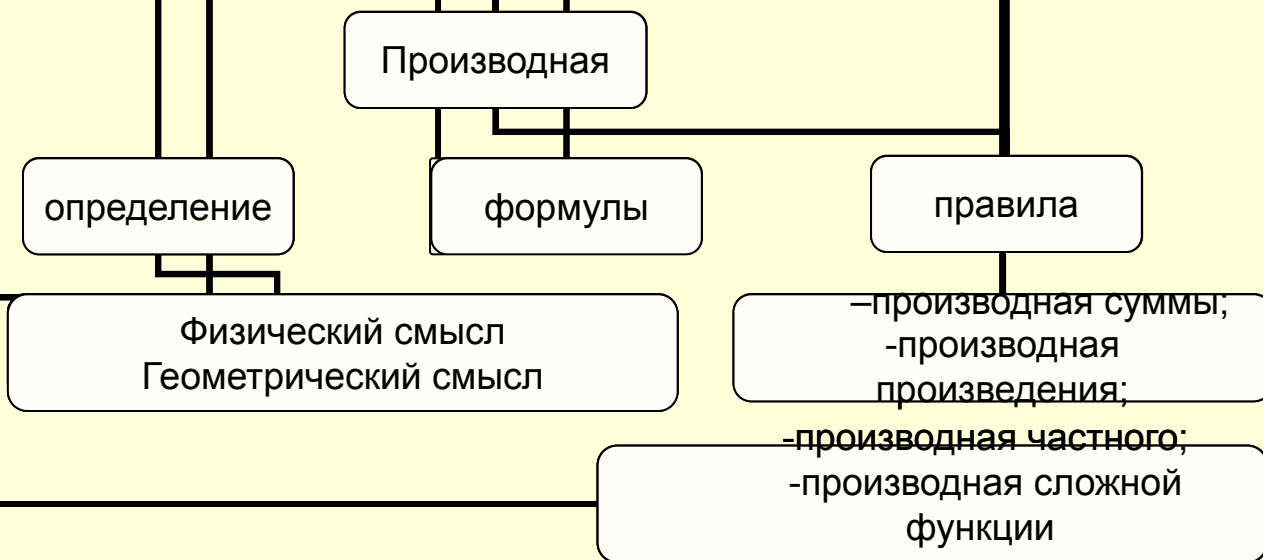 Производная
определение
формулы
правила
Физический смысл
Геометрический смысл
–производная суммы;
-производная
произведения;
-производная частного;
-производная сложной
функции